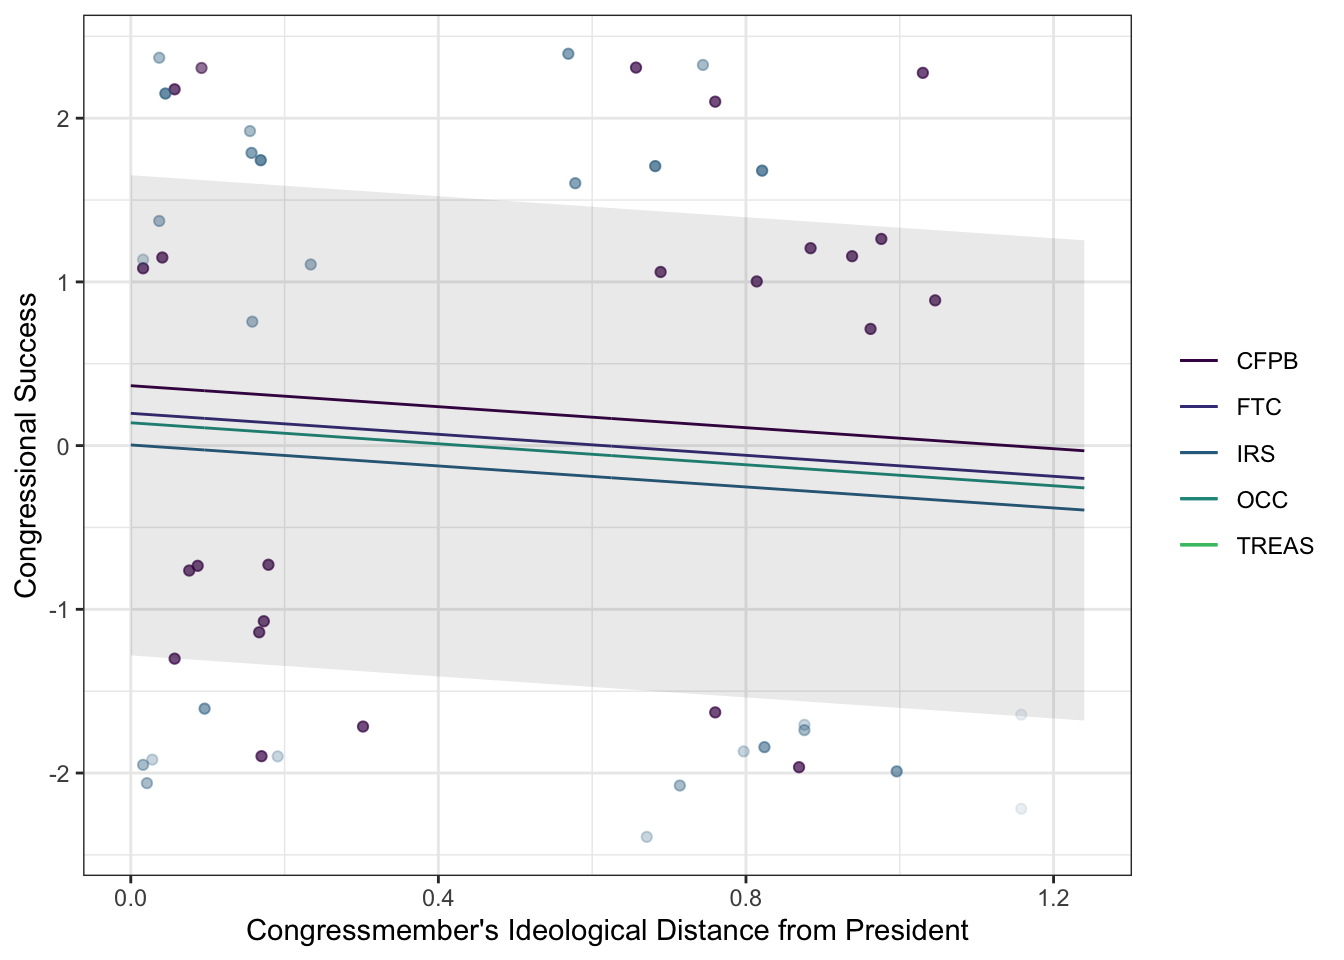 2
1
0
-1
-2
Congressional Success
0.0 0.4 0.8 1.2
Congressmember's Ideological Distance from President
CFPB
FTC
IRS
OCC
TREAS